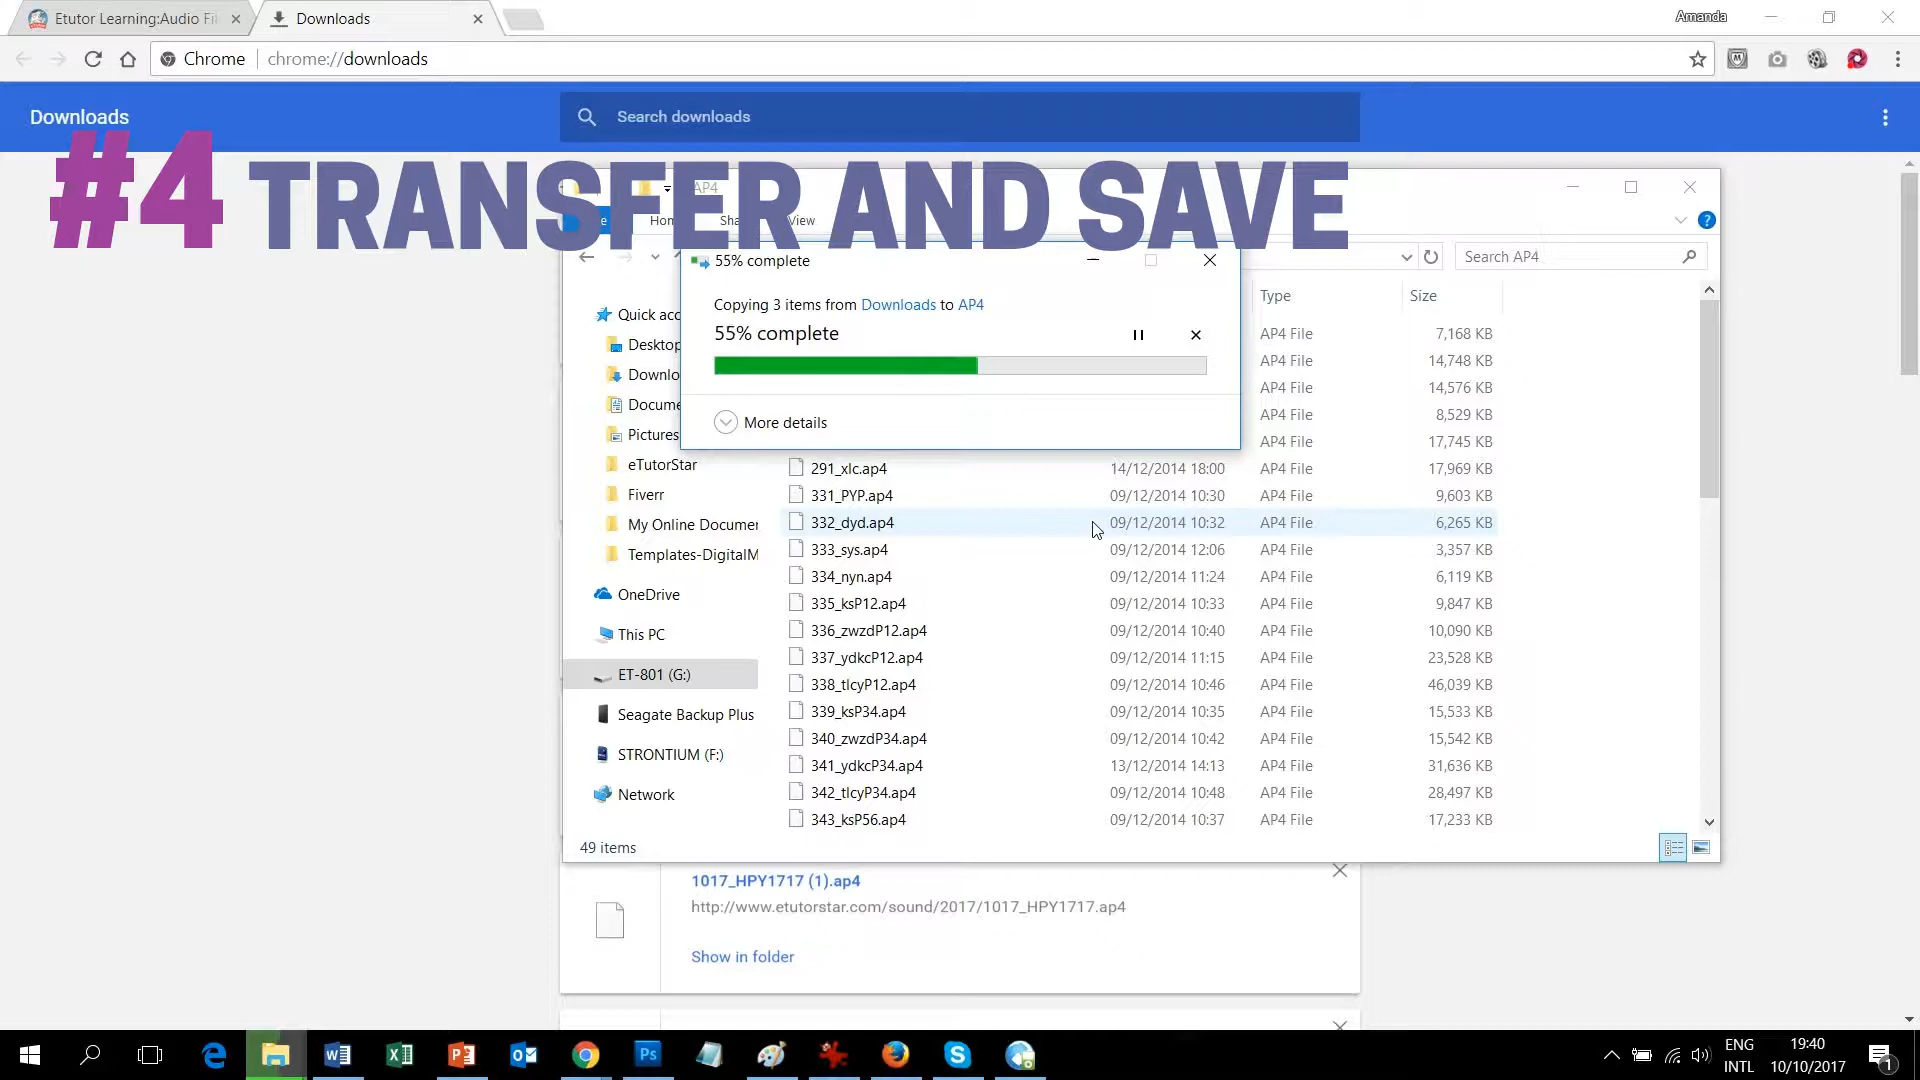 Etutor Learning:Audio Fi
Downloads
Amanda
Chrome
chrome://downloads
Downloads
Search downloads
#4 TRANSFER AND SAVE
AP4
View
Search AP4
55% complete
Copying 3 items from Downloads to AP4
55% complete
More details
Type
Size
Quick acc
Desktop
Downlo
Docume
Pictures
eTutorStar
Fiverr
My Online Documer
Templates-DigitalM
OneDrive
This PC
ET-801 (G:)
Seagate Backup Plus
STRONTIUM (F:)
Network
AP4 File 7,168 KB
AP4 File 14,748 KB
AP4 File 14,576 KB
AP4 File 8,529 KB
AP4 File 17,745 KB
291_xlc.ap4 14/12/2014 18:00 AP4 File 17,969 KB
331_PYP.ap4 09/12/2014 10:30 AP4 File 9,603 KB
332_dyd.ap4 09/12/2014 10:32 AP4 File 6,265 KB
333_sys.ap4 09/12/2014 12:06 AP4 File 3,357 KB
334_nyn.ap4 09/12/2014 11:24 AP4 File 6,119 KB
335_ksP12.ap4 09/12/2014 10:33 AP4 File 9,847 KB
336_zwzdP12.ap4 09/12/2014 10:40 AP4 File 10,090 KB
337_ydkcP12.ap4 09/12/2014 11:15 AP4 File 23,528 KB
338_tlcyP12.ap4 09/12/2014 10:46 AP4 File 46,039 KB
339_ksP34.ap4 09/12/2014 10:35 AP4 File 15,533 KB
340_zwzdP34.ap4 09/12/2014 10:42 AP4 File 15,542 KB
341_ydkcP34.ap4 13/12/2014 14:13 AP4 File 31,636 KB
342_tlcyP34.ap4 09/12/2014 10:48 AP4 File 28,497 KB
343_ksP56.ap4 09/12/2014 10:37 AP4 File 17,233 KB
49 items
1017_HPY1717 (1).ap4
http://www.etutorstar.com/sound/2017/1017_HPY1717.ap4
Show in folder
ENG
INTL
19:40
10/10/2017
1